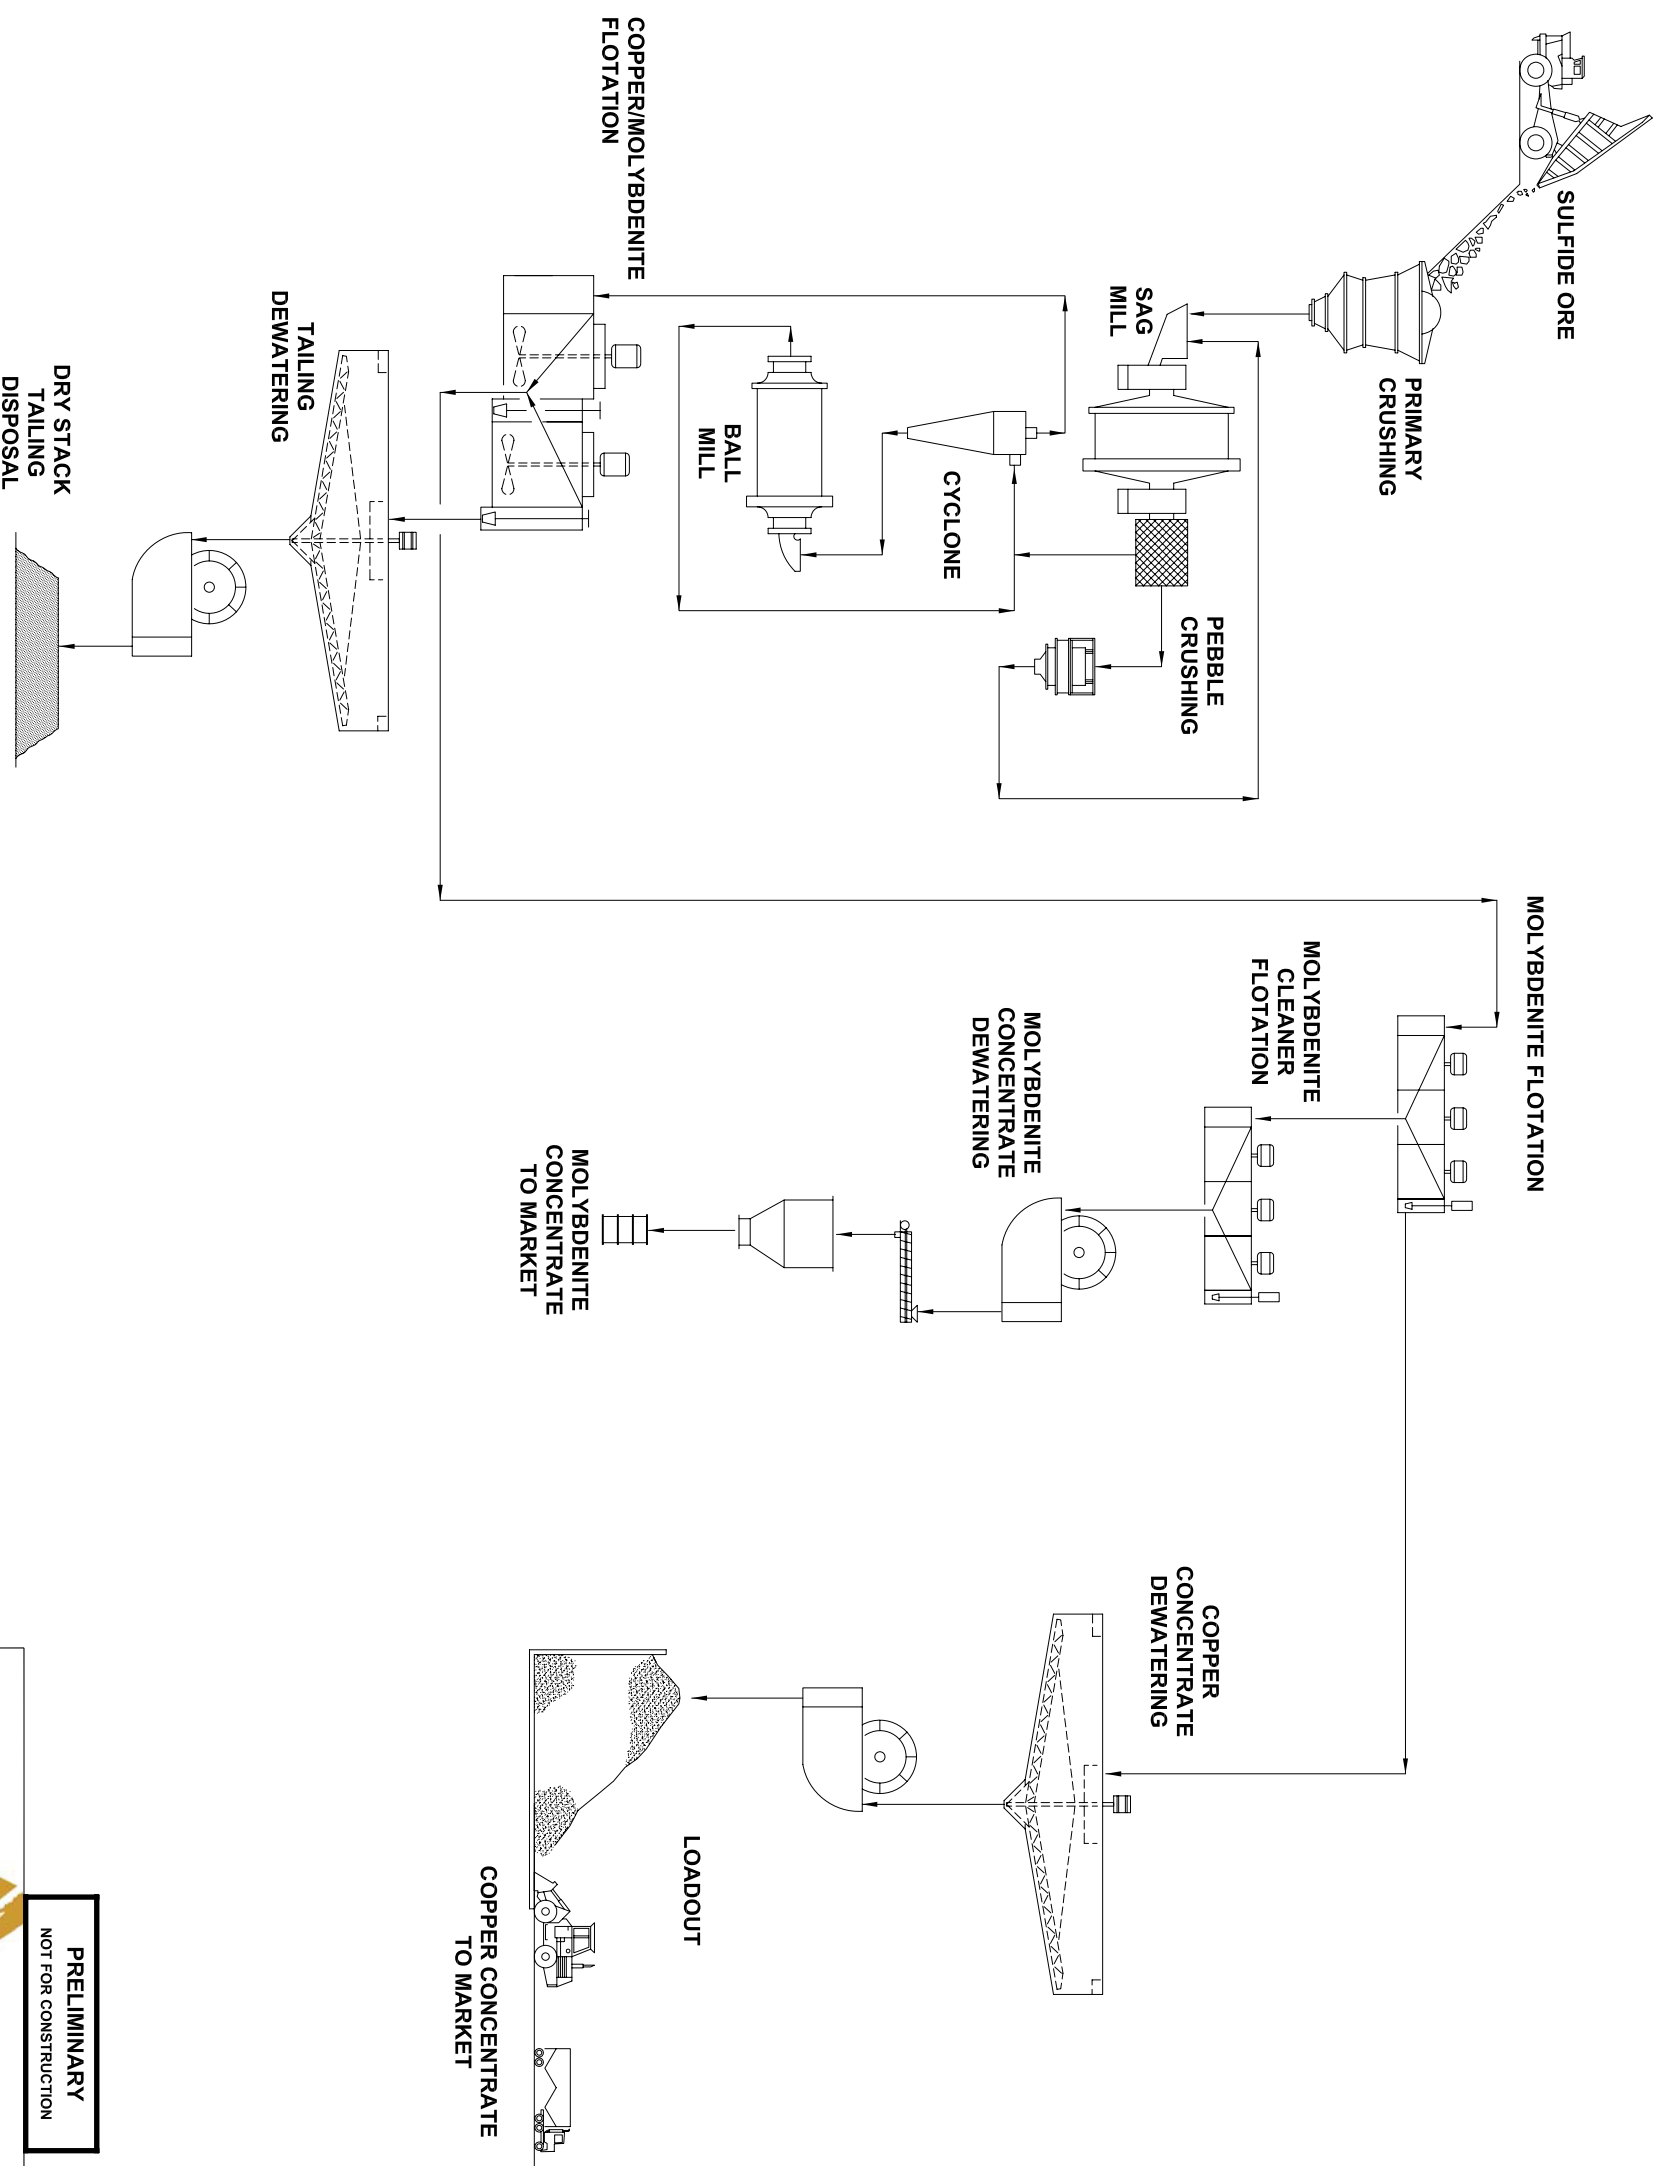 SULFIDE ORE
PRIMARY
CRUSHING
SAG
MILL
PEBBLE
CRUSHING
CYCLONE
BALL
MILL
COPPER/MOLYBDENITE
FLOTATION
TAILING
DEWATERING
DRY STACK
TAILING
DISPOSAL
MOLYBDENITE FLOTATION
MOLYBDENITE
CLEANER
FLOTATION
MOLYBDENITE
CONCENTRATE
DEWATERING
MOLYBDENITE
CONCENTRATE
TO MARKET
COPPER
CONCENTRATE
DEWATERING
LOADOUT
COPPER CONCENTRATE
TO MARKET
PRELIMINARY
NOT FOR CONSTRUCTION